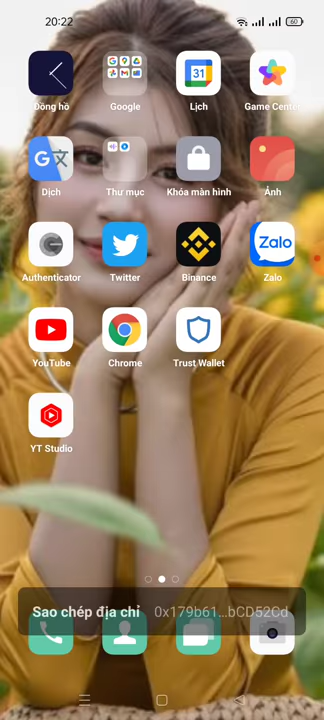 20:22
60
31
Đồng hồ Google Lịch Game Center
G 文
Dịch Thư mục Khóa màn hình Ảnh
Zalo
Authenticator Twitter Binance Zalo
YouTube Chrome Trust Wallet
YT Studio
Sao chép địa chỉ 0x179b61...bCD52Cd